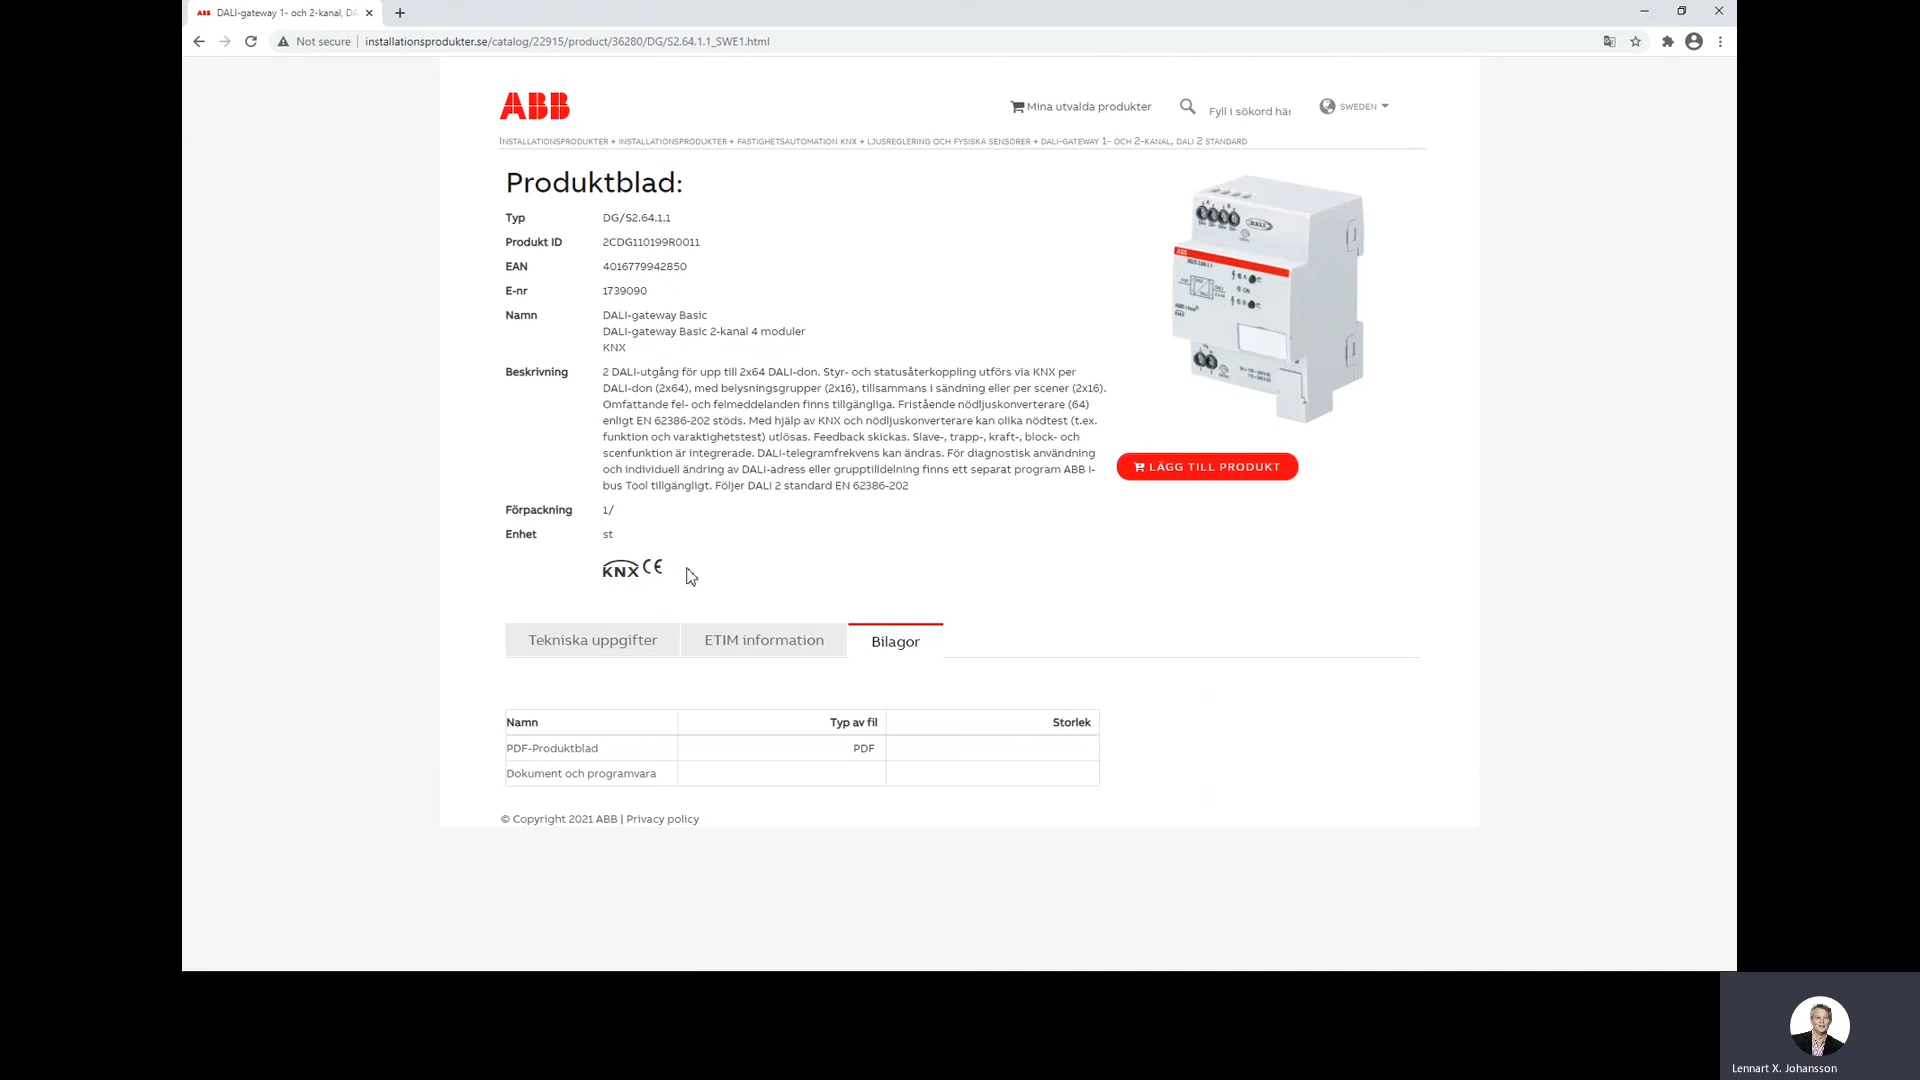 ABB DALI-gateway 1- och 2-kanal, DA
Not secure | installationsprodukter.se/catalog/22915/product/36280/DG/S2.64.1.1_SWE1.html
ABB
Mina utvalda produkter
Fyll i sökord här
SWEDEN
INSTALLATIONSPRODUKTER → INSTALLATIONSPRODUKTER → FASTIGHETSAUTOMATION KNX → LJUSREGLERING OCH FYSISKA SENSORER → DALI-GATEWAY 1- OCH 2-KANAL, DALI 2 STANDARD
Produktblad:
Typ DG/S2.64.1.1
Produkt ID 2CDG110199R0011
EAN 4016779942850
E-nr 1739090
Namn DALI-gateway Basic
DALI-gateway Basic 2-kanal 4 moduler
KNX
Beskrivning 2 DALI-utgång för upp till 2x64 DALI-don. Styr- och statusåterkoppling utförs via KNX per
DALI-don (2x64), med belysningsgrupper (2x16), tillsammans i sändning eller per scener (2x16).
Omfattande fel- och felmeddelanden finns tillgängliga. Fristående nödljuskonverterare (64)
enligt EN 62386-202 stöds. Med hjälp av KNX och nödljuskonverterare kan olika nödtest (t.ex.
funktion och varaktighetstest) utlösas. Feedback skickas. Slave-, trapp-, kraft-, block- och
scenfunktion är integrerade. DALI-telegramfrekvens kan ändras. För diagnostisk användning
och individuell ändring av DALI-adress eller grupptilldelning finns ett separat program ABB I-
bus Tool tillgängligt. Följer DALI 2 standard EN 62386-202
Förpackning 1/
Enhet st
KNX CE
DALI
ABB
DG/S2.64.1.1
LÄGG TILL PRODUKT
Tekniska uppgifter ETIM information Bilagor
Namn Typ av fil Storlek
PDF-Produktblad PDF
Dokument och programvara
© Copyright 2021 ABB | Privacy policy
Lennart X. Johansson